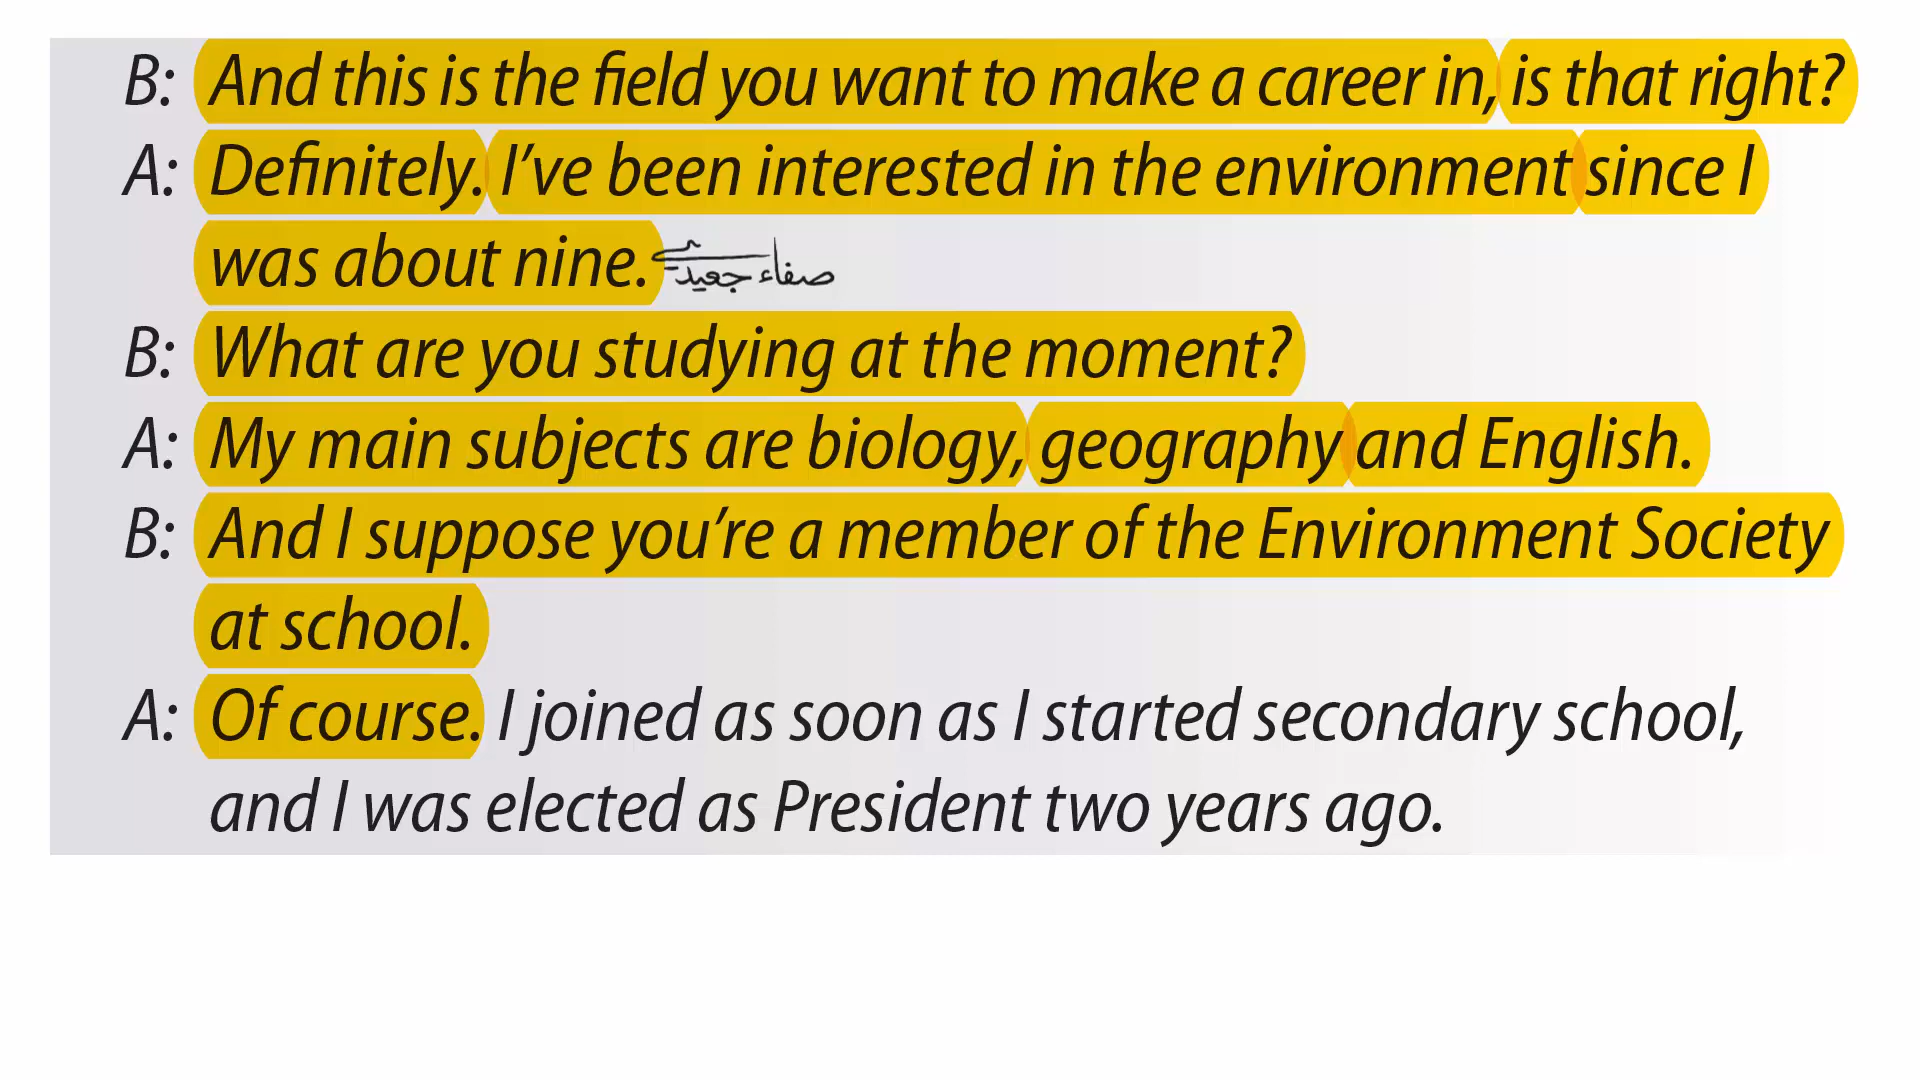 B: And this is the field you want to make a career in, is that right?
A: Definitely. I've been interested in the environment since I
was about nine. صفاء جعيد
B: What are you studying at the moment?
A: My main subjects are biology, geography and English.
B: And I suppose you're a member of the Environment Society
at school.
A: Of course. I joined as soon as I started secondary school,
and I was elected as President two years ago.